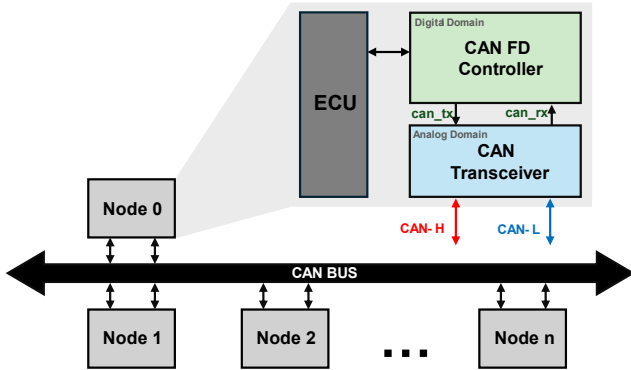 Digital Domain
CAN FD
Controller
ECU
can_tx
can_rx
Analog Domain
CAN
Transceiver
Node 0
CAN- H
CAN- L
CAN BUS
Node 1
Node 2
...
Node n